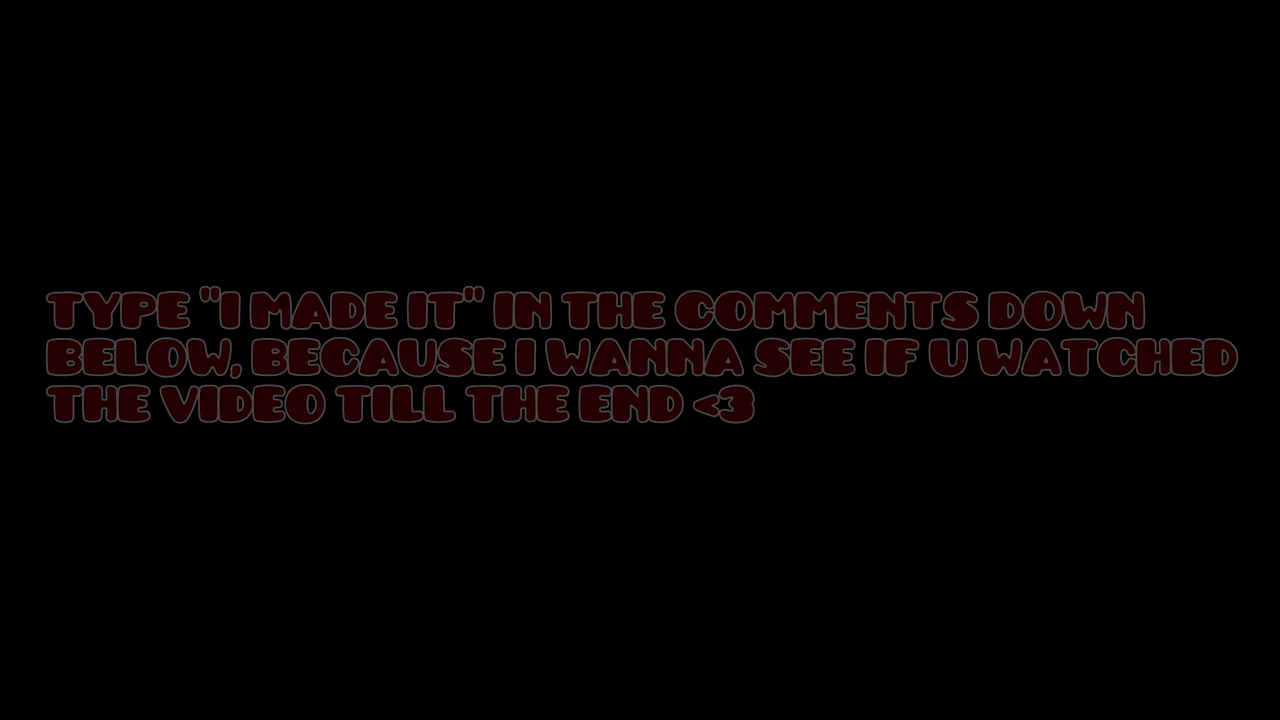 TYPE "I MADE IT" IN THE COMMENTS DOWN
BELOW, BECAUSE I WANNA SEE IF U WATCHED
THE VIDEO TILL THE END <3